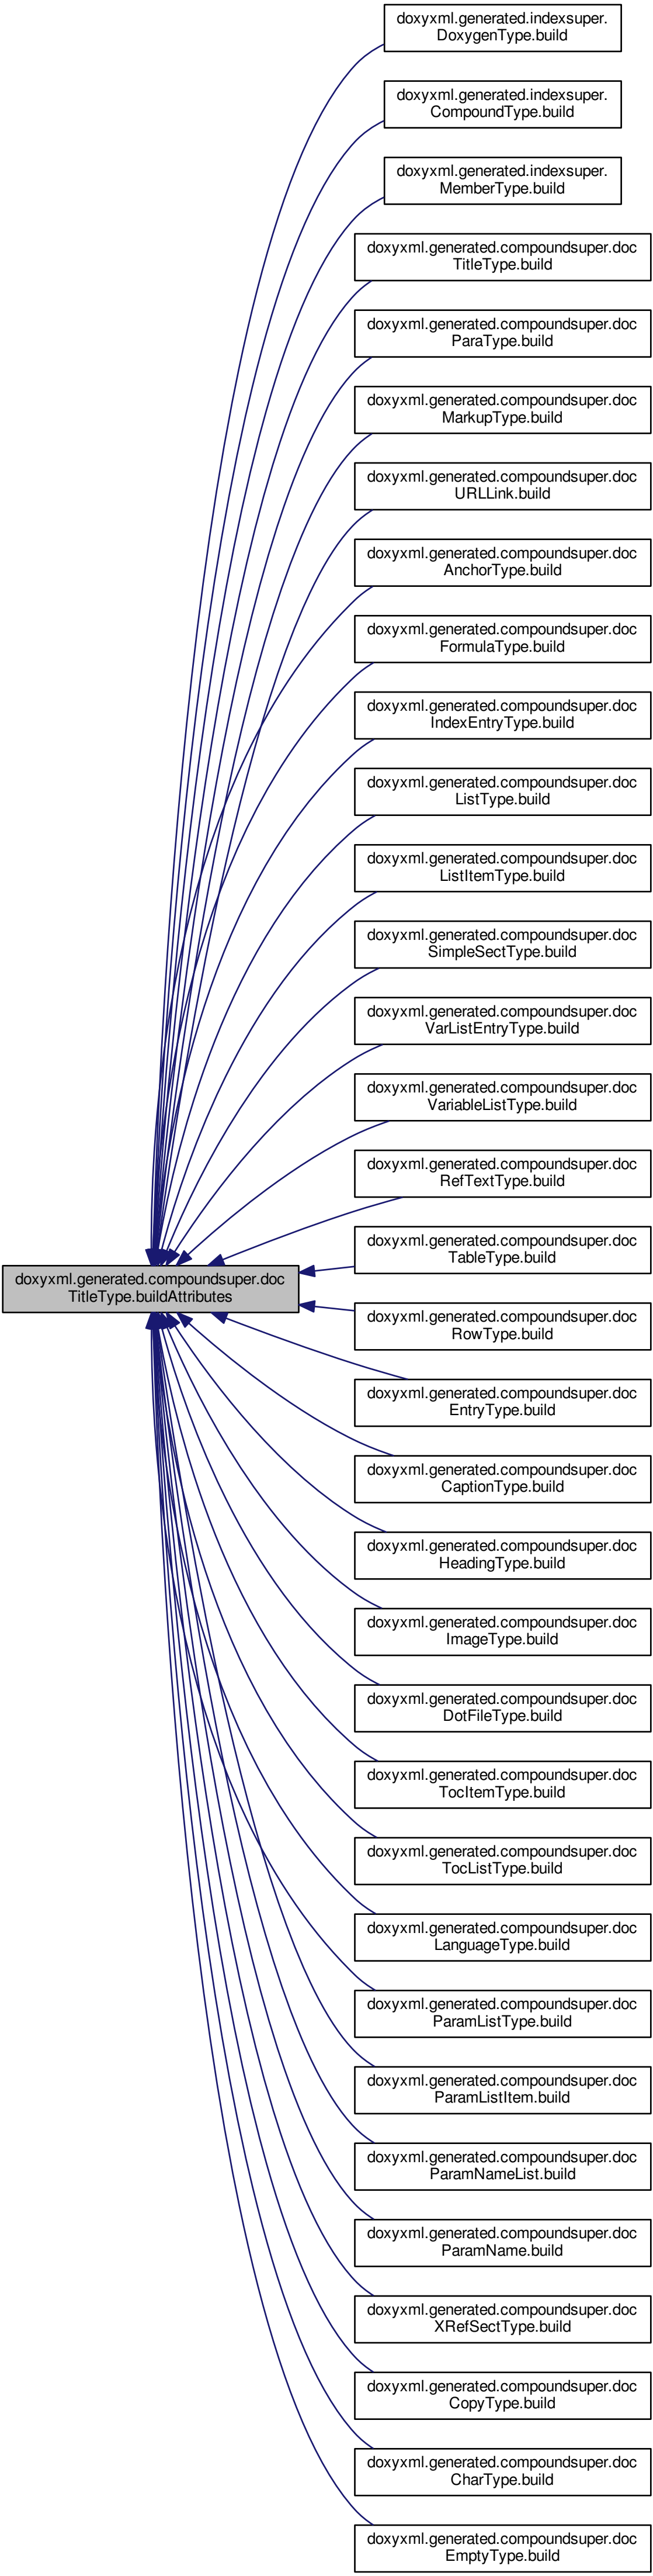 doxyxml.generated.indexsuper.
DoxygenType.build
doxyxml.generated.indexsuper.
CompoundType.build
doxyxml.generated.indexsuper.
MemberType.build
doxyxml.generated.compoundsuper.doc
TitleType.build
doxyxml.generated.compoundsuper.doc
ParaType.build
doxyxml.generated.compoundsuper.doc
MarkupType.build
doxyxml.generated.compoundsuper.doc
URLLink.build
doxyxml.generated.compoundsuper.doc
AnchorType.build
doxyxml.generated.compoundsuper.doc
FormulaType.build
doxyxml.generated.compoundsuper.doc
IndexEntryType.build
doxyxml.generated.compoundsuper.doc
ListType.build
doxyxml.generated.compoundsuper.doc
ListItemType.build
doxyxml.generated.compoundsuper.doc
SimpleSectType.build
doxyxml.generated.compoundsuper.doc
VarListEntryType.build
doxyxml.generated.compoundsuper.doc
VariableListType.build
doxyxml.generated.compoundsuper.doc
RefTextType.build
doxyxml.generated.compoundsuper.doc
TableType.build
doxyxml.generated.compoundsuper.doc
TitleType.buildAttributes
doxyxml.generated.compoundsuper.doc
RowType.build
doxyxml.generated.compoundsuper.doc
EntryType.build
doxyxml.generated.compoundsuper.doc
CaptionType.build
doxyxml.generated.compoundsuper.doc
HeadingType.build
doxyxml.generated.compoundsuper.doc
ImageType.build
doxyxml.generated.compoundsuper.doc
DotFileType.build
doxyxml.generated.compoundsuper.doc
TocItemType.build
doxyxml.generated.compoundsuper.doc
TocListType.build
doxyxml.generated.compoundsuper.doc
LanguageType.build
doxyxml.generated.compoundsuper.doc
ParamListType.build
doxyxml.generated.compoundsuper.doc
ParamListItem.build
doxyxml.generated.compoundsuper.doc
ParamNameList.build
doxyxml.generated.compoundsuper.doc
ParamName.build
doxyxml.generated.compoundsuper.doc
XRefSectType.build
doxyxml.generated.compoundsuper.doc
CopyType.build
doxyxml.generated.compoundsuper.doc
CharType.build
doxyxml.generated.compoundsuper.doc
EmptyType.build